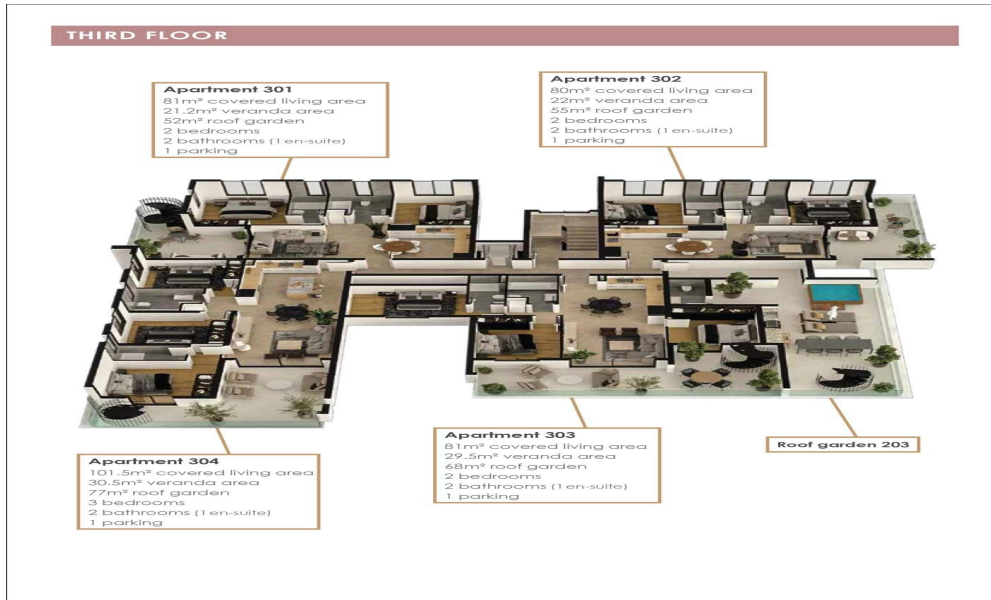 THIRD FLOOR
Apartment 301
81m² covered living area
21.2m² veranda area
52m² roof garden
2 bedrooms
2 bathrooms (1 en-suite)
1 parking
Apartment 302
80m² covered living area
22m² veranda area
55m² roof garden
2 bedrooms
2 bathrooms (1 en-suite)
1 parking
Apartment 304
101.5m² covered living area
30.5m² veranda area
77m² roof garden
3 bedrooms
2 bathrooms (1 en-suite)
1 parking
Apartment 303
81m² covered living area
29.5m² veranda area
68m² roof garden
2 bedrooms
2 bathrooms (1 en-suite)
1 parking
Roof garden 203